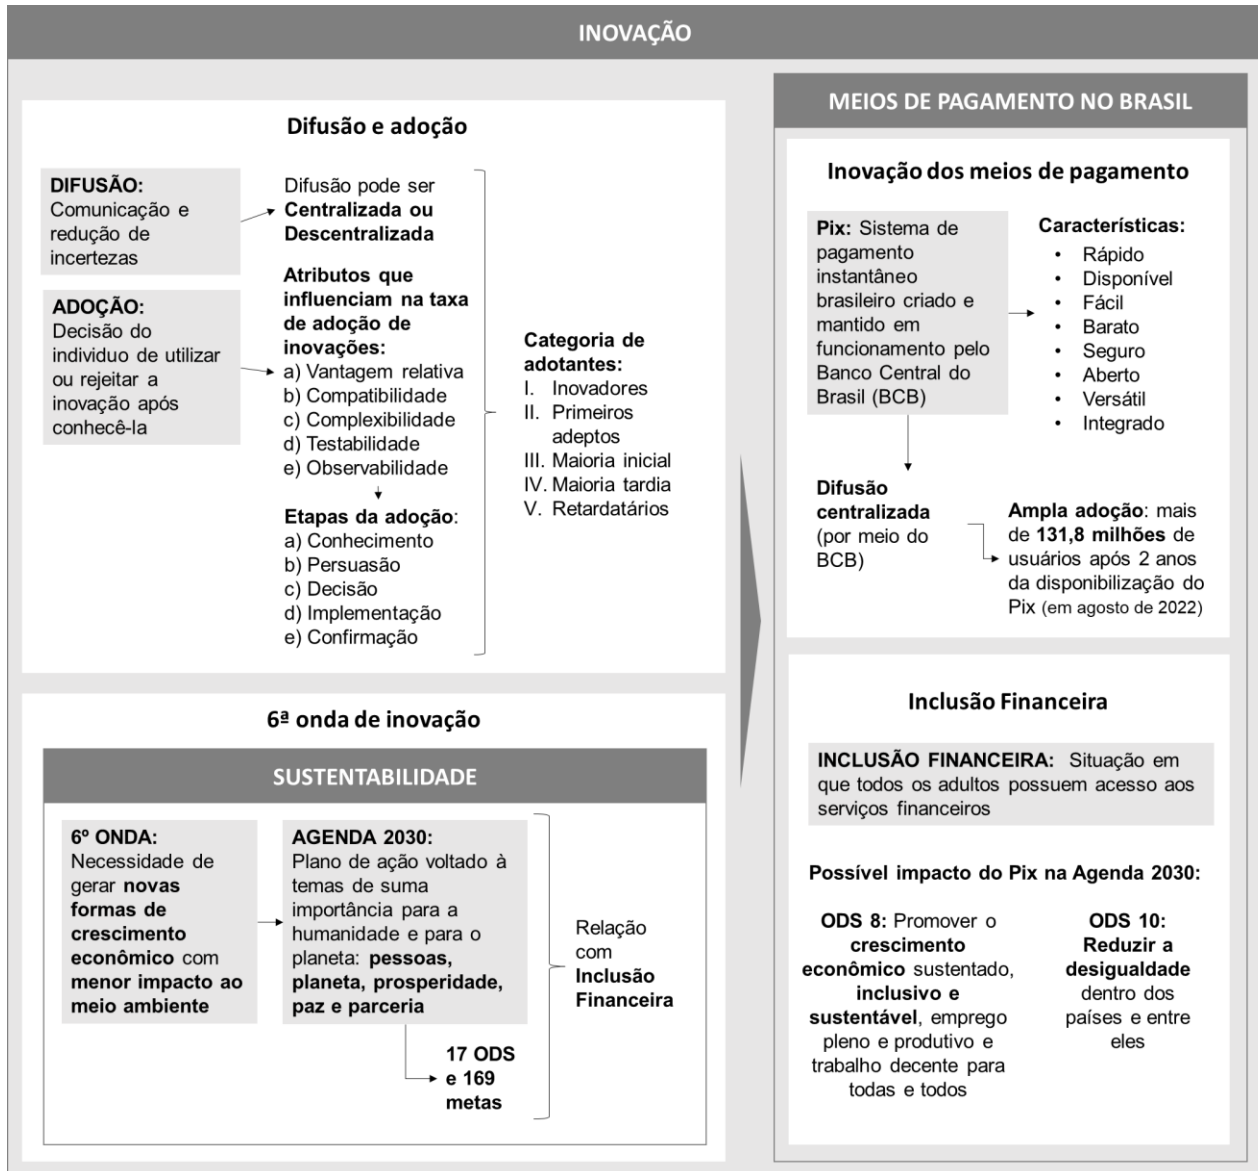 INOVAÇÃO
Difusão e adoção
DIFUSÃO:
Comunicação e
redução de
incertezas
Difusão pode ser
Centralizada ou
Descentralizada
ADOÇÃO:
Decisão do
individuo de utilizar
ou rejeitar a
inovação após
conhecê-la
Atributos que
influenciam na taxa
de adoção de
inovações:
a) Vantagem relativa
b) Compatibilidade
c) Complexibilidade
d) Testabilidade
e) Observabilidade
Etapas da adoção:
a) Conhecimento
b) Persuasão
c) Decisão
d) Implementação
e) Confirmação
Categoria de
adotantes:
I. Inovadores
II. Primeiros
adeptos
III. Maioria inicial
IV. Maioria tardia
V. Retardatários
6ª onda de inovação
SUSTENTABILIDADE
6º ONDA:
Necessidade de
gerar novas
formas de
crescimento
econômico com
menor impacto ao
meio ambiente
AGENDA 2030:
Plano de ação voltado à
temas de suma
importância para a
humanidade e para o
planeta: pessoas,
planeta, prosperidade,
paz e parceria
17 ODS
e 169
metas
Relação
com
Inclusão
Financeira
MEIOS DE PAGAMENTO NO BRASIL
Inovação dos meios de pagamento
Pix: Sistema de
pagamento
instantâneo
brasileiro criado e
mantido em
funcionamento pelo
Banco Central do
Brasil (BCB)
Características:
• Rápido
• Disponível
• Fácil
• Barato
• Seguro
• Aberto
• Versátil
• Integrado
Difusão
centralizada
(por meio do
BCB)
Ampla adoção: mais
de 131,8 milhões de
usuários após 2 anos
da disponibilização do
Pix (em agosto de 2022)
Inclusão Financeira
INCLUSÃO FINANCEIRA: Situação em
que todos os adultos possuem acesso aos
serviços financeiros
Possível impacto do Pix na Agenda 2030:
ODS 8: Promover o
crescimento
econômico sustentado,
inclusivo e
sustentável, emprego
pleno e produtivo e
trabalho decente para
todas e todos
ODS 10:
Reduzir a
desigualdade
dentro dos
países e entre
eles